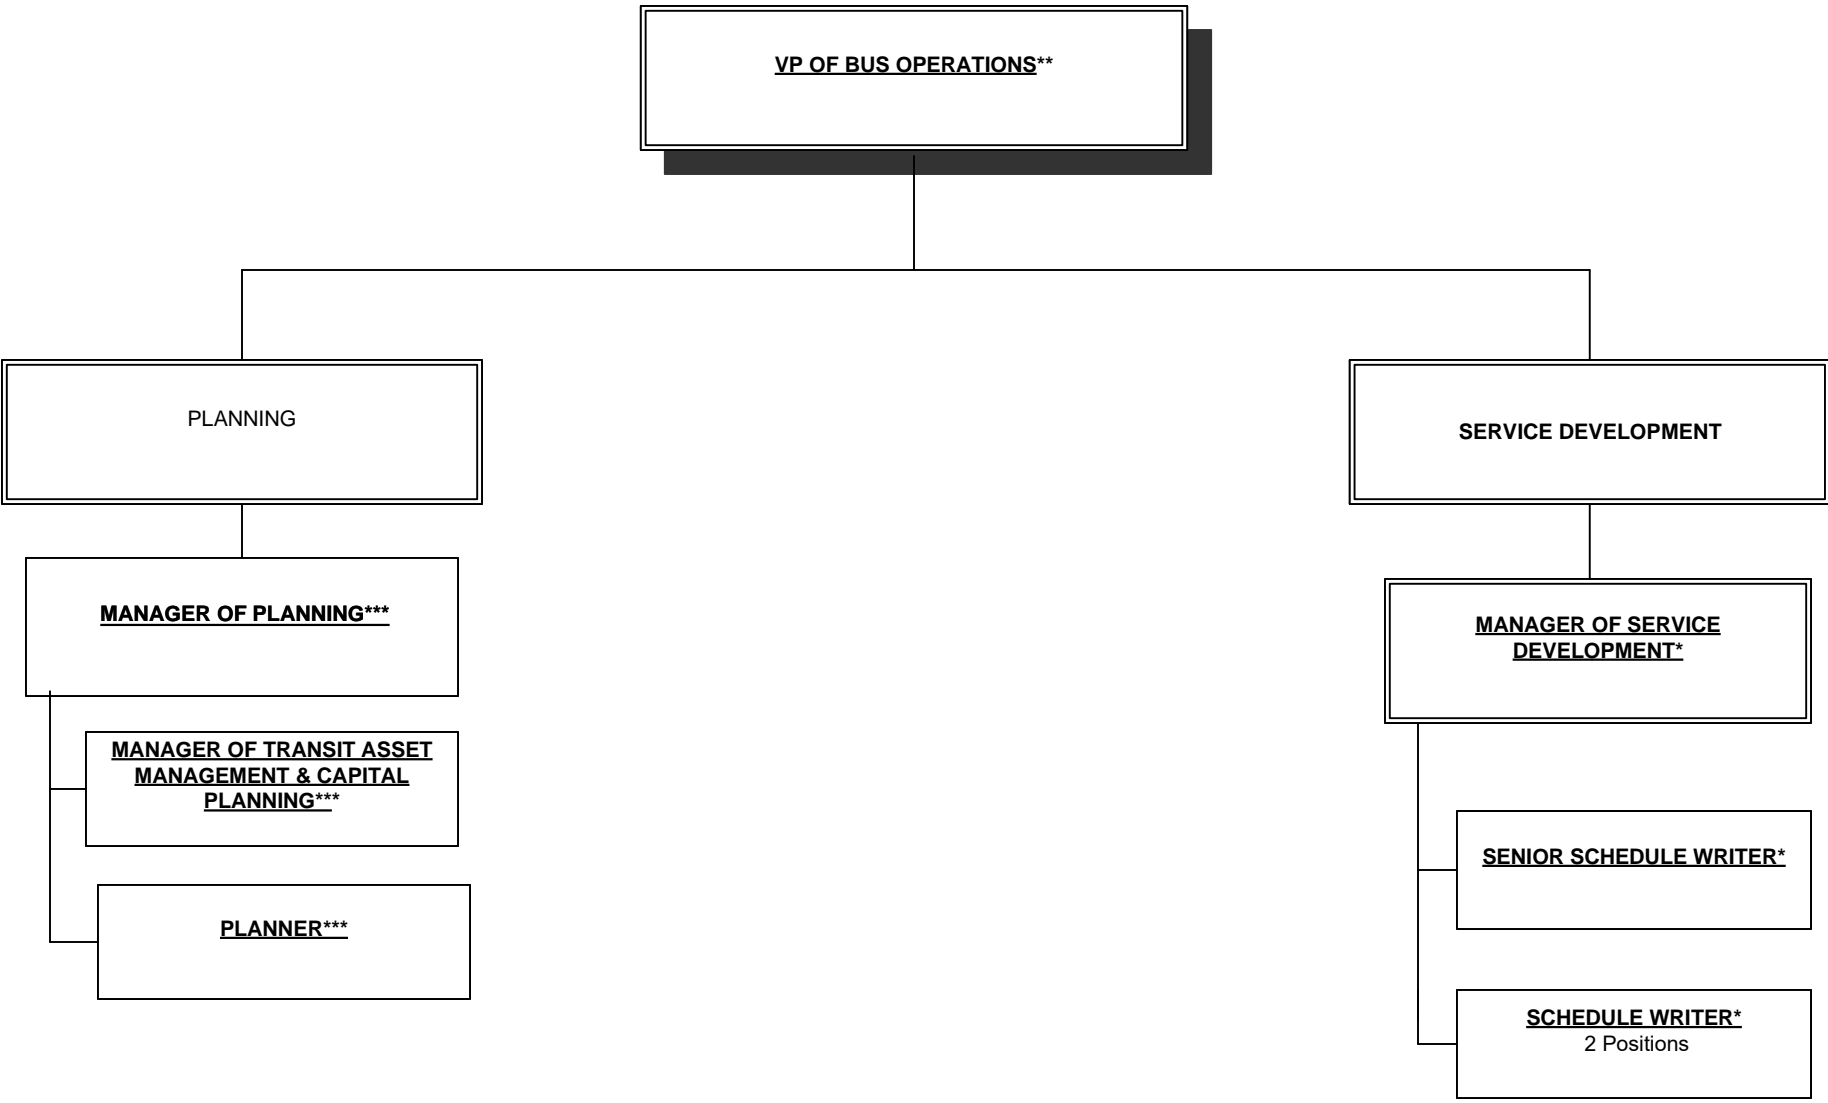 VP OF BUS OPERATIONS**
PLANNING
SERVICE DEVELOPMENT
MANAGER OF PLANNING***
MANAGER OF SERVICE
DEVELOPMENT*
MANAGER OF TRANSIT ASSET
MANAGEMENT & CAPITAL
PLANNING***
SENIOR SCHEDULE WRITER*
PLANNER***
SCHEDULE WRITER*
2 Positions